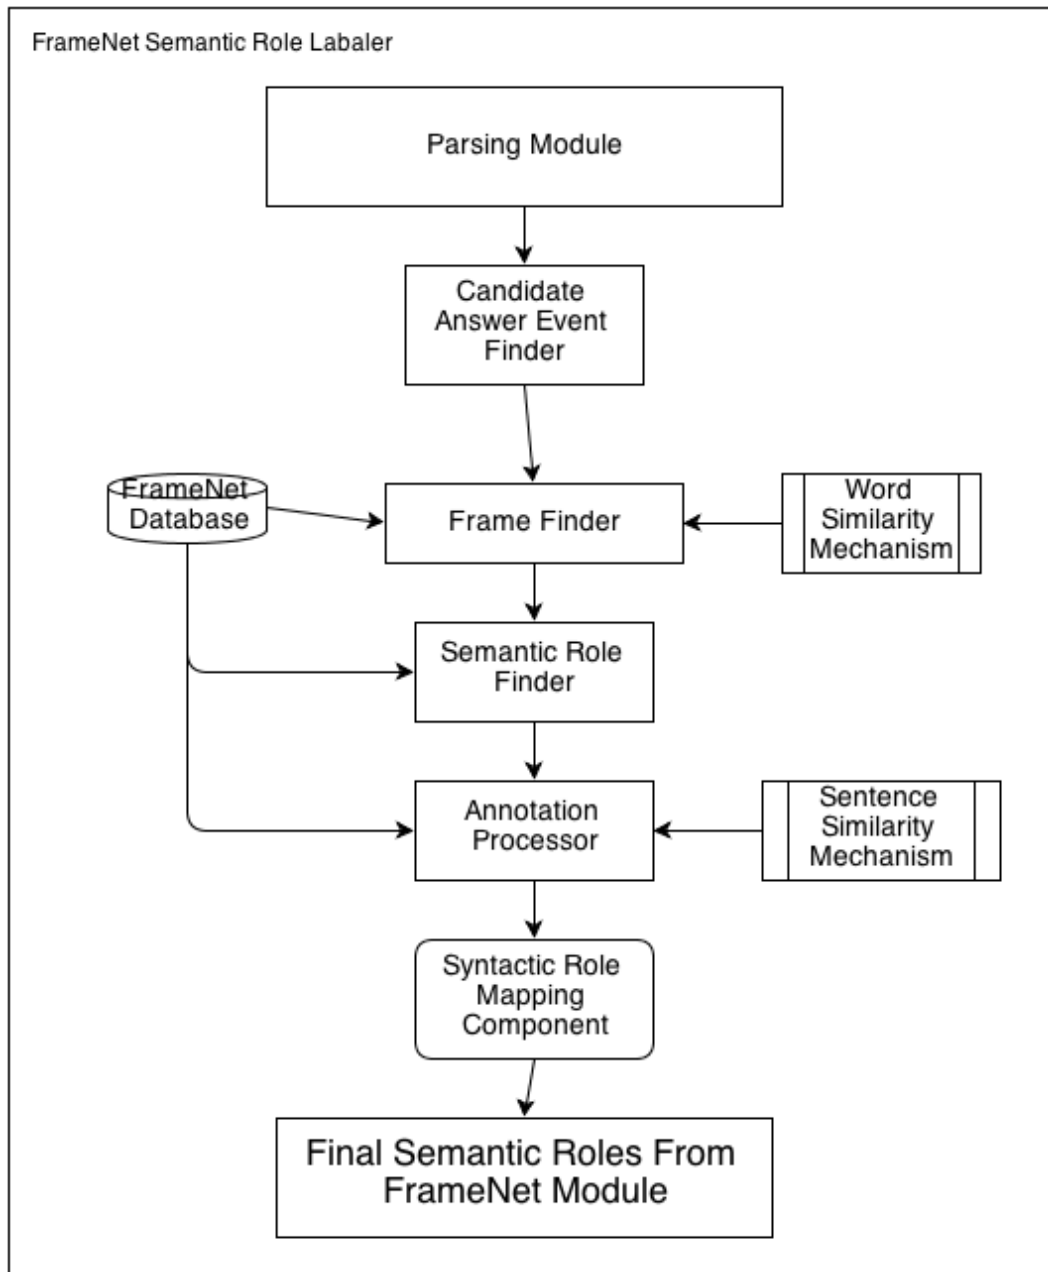 FrameNet Semantic Role Labaler
Parsing Module
Candidate
Answer Event
Finder
FrameNet
Database
Frame Finder
Word
Similarity
Mechanism
Semantic Role
Finder
Annotation
Processor
Sentence
Similarity
Mechanism
Syntactic Role
Mapping
Component
Final Semantic Roles From
FrameNet Module